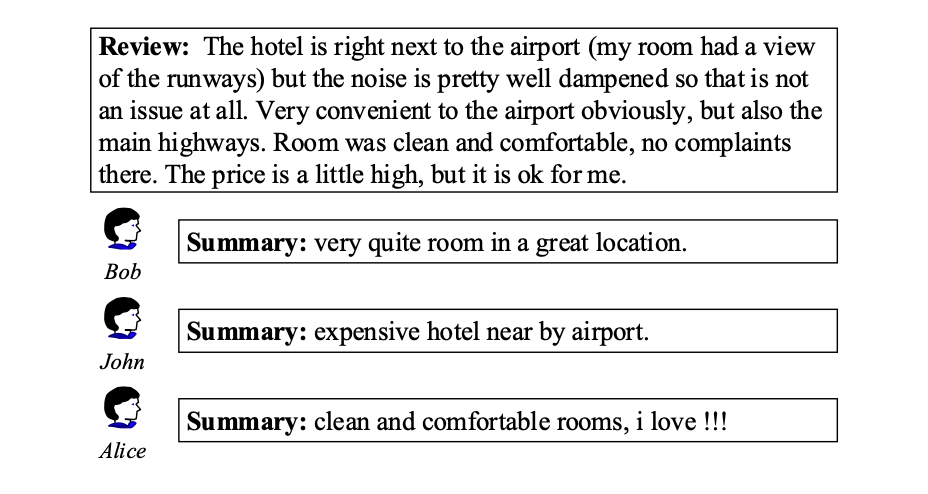 Review: The hotel is right next to the airport (my room had a view
of the runways) but the noise is pretty well dampened so that is not
an issue at all. Very convenient to the airport obviously, but also the
main highways. Room was clean and comfortable, no complaints
there. The price is a little high, but it is ok for me.
Summary: very quite room in a great location.
Bob
Summary: expensive hotel near by airport.
John
Summary: clean and comfortable rooms, i love !!!
Alice